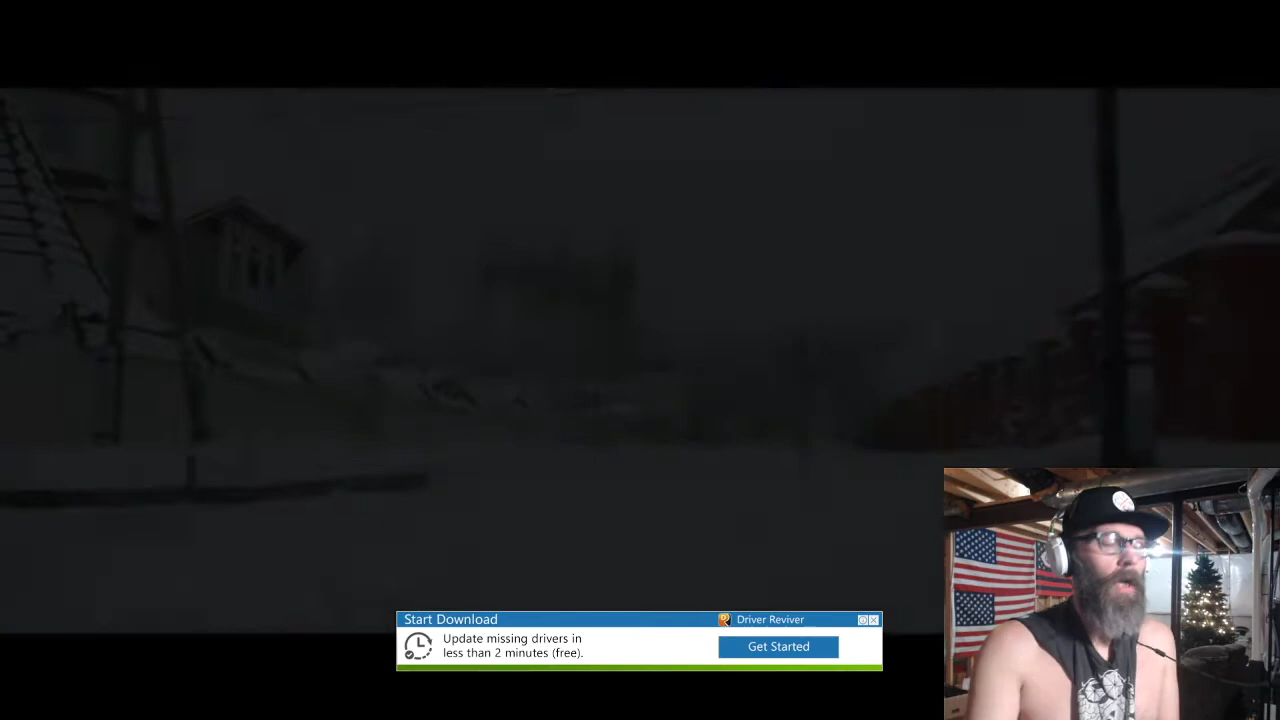 Start Download
Driver Reviver
Update missing drivers in
less than 2 minutes (free).
Get Started